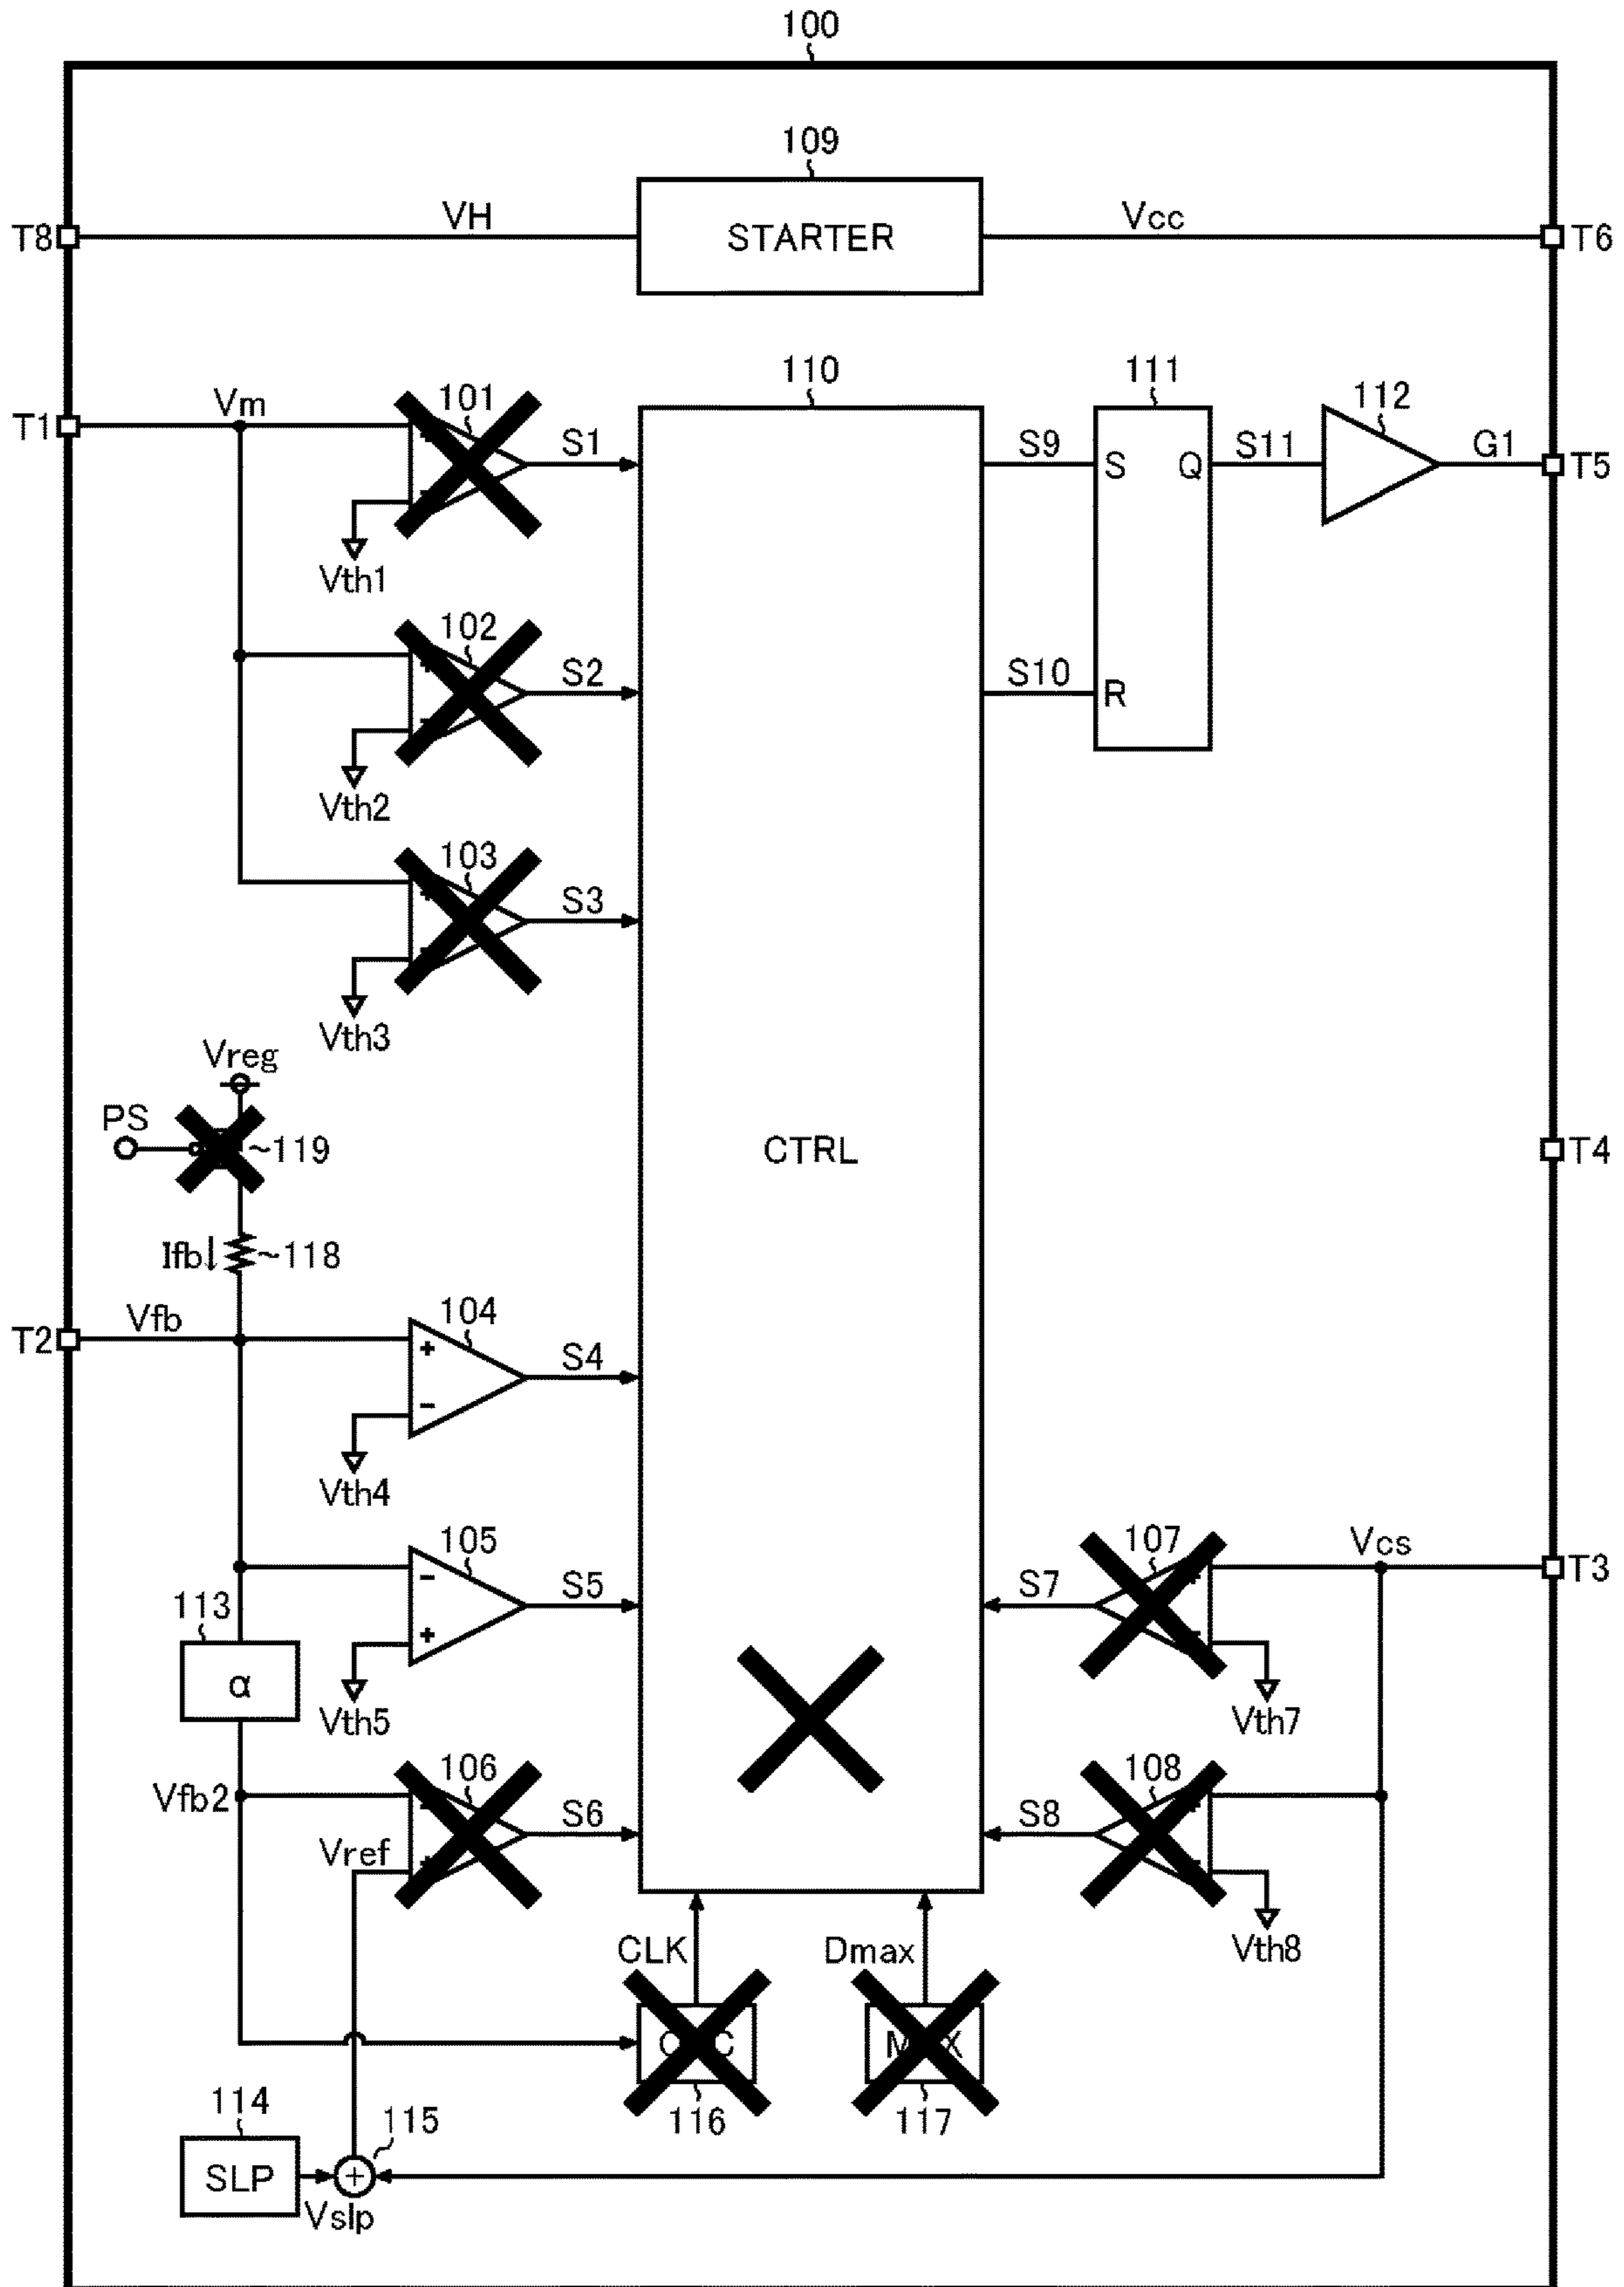 100
109
T8 VH STARTER Vcc T6
110
111
112
T1 Vm 101 S1 S9 S Q S11 G1 T5
Vth1
102 S2 S10 R
Vth2
103 S3
Vth3
Vreg
PS
119
CTRL
T4
Ifb↓ 118
T2 Vfb 104 + S4
−
Vth4
105 − S5
+
Vth5
107 Vcs T3
S7
Vth7
113
α
Vfb2 106 S6
Vref
108
S8
Vth8
CLK Dmax
116 117
114
115
SLP +
Vslp